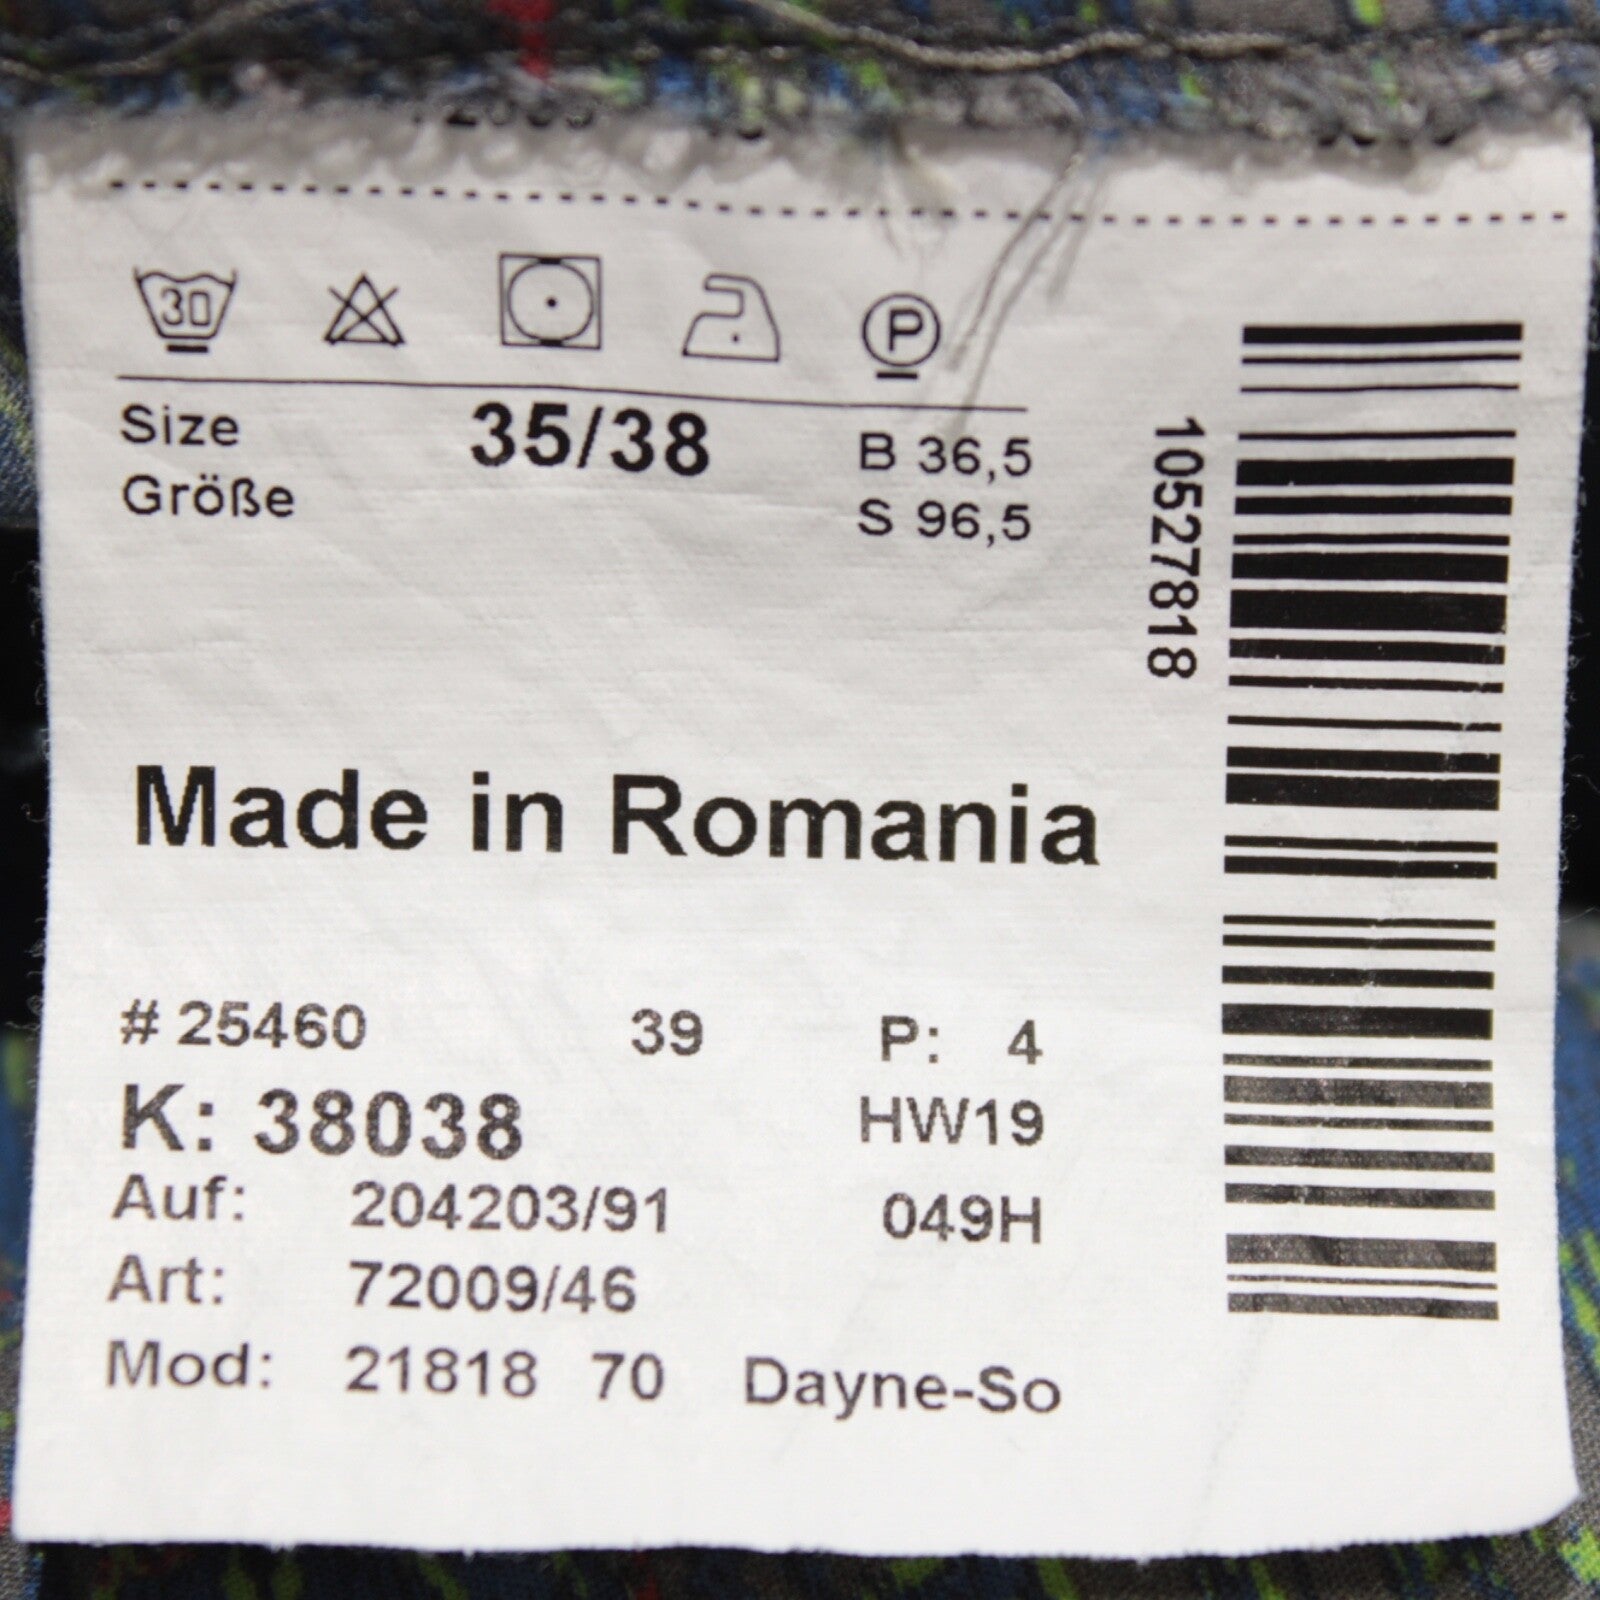 30
P
Size 35/38 B 36,5
Größe S 96,5
10527818
Made in Romania
# 25460 39 P: 4
K: 38038 HW19
Auf: 204203/91 049H
Art: 72009/46
Mod: 21818 70 Dayne-So